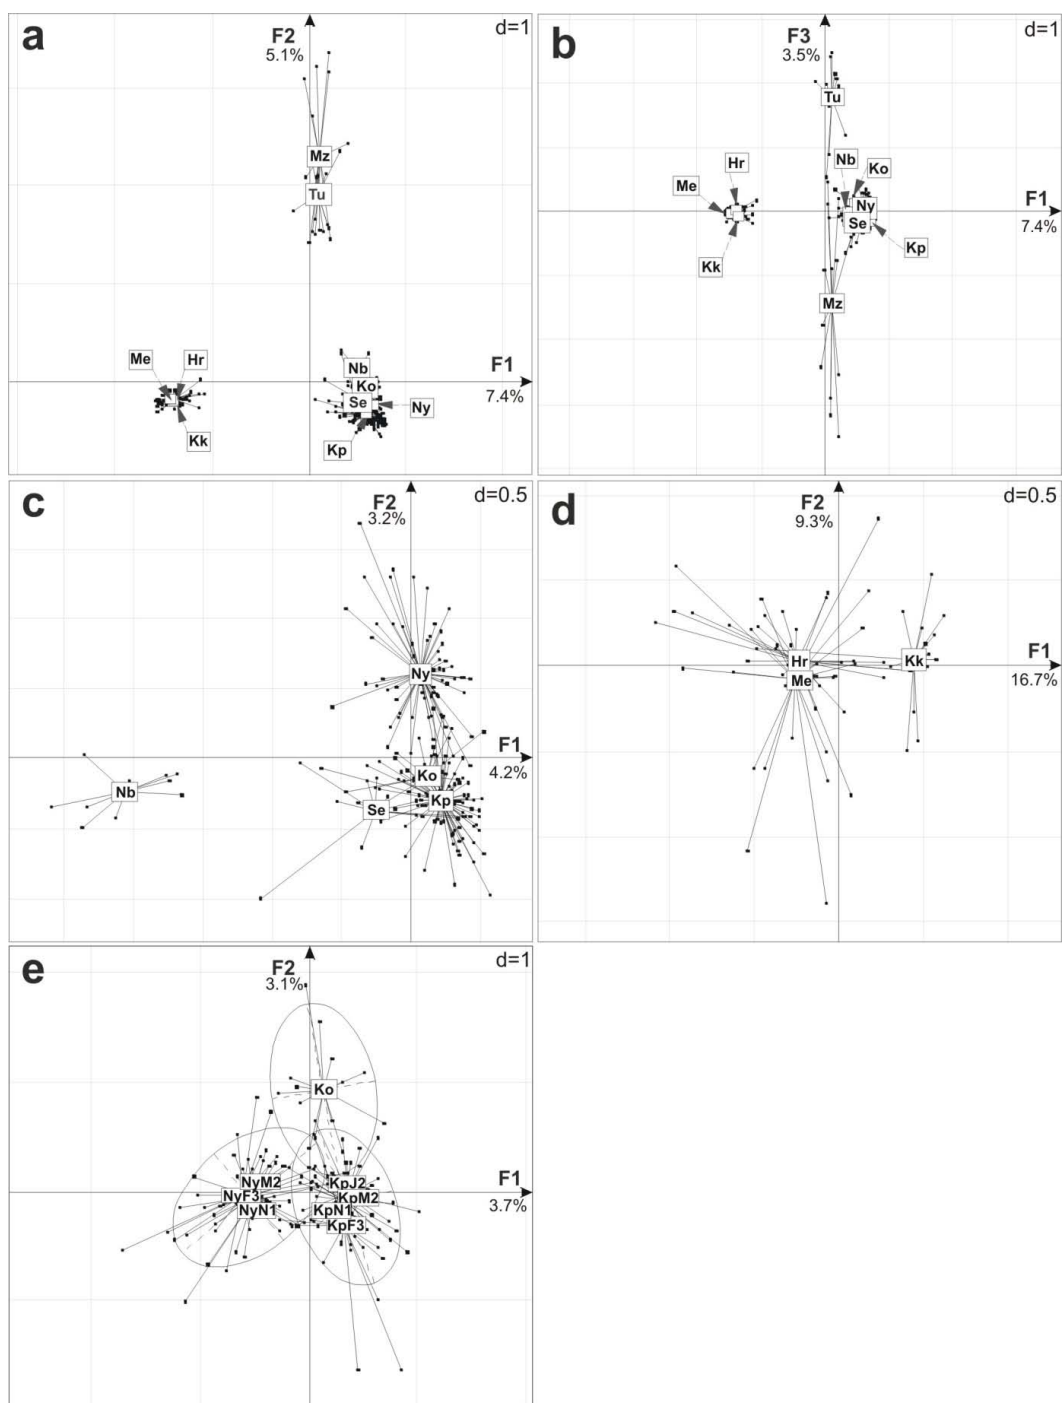 a
F2
5.1%
d=1
Mz
Tu
Me
Hr
Nb
F1
Ko
7.4%
Se
Ny
Kk
Kp
b
F3
3.5%
d=1
Tu
Hr
Nb
Ko
Me
F1
Ny
Se
7.4%
Kp
Kk
Mz
c
F2
3.2%
d=0.5
Ny
F1
Ko
4.2%
Nb
Kp
Se
d
F2
9.3%
d=0.5
F1
Hr
Kk
Me
16.7%
e
F2
3.1%
d=1
Ko
F1
NyM2
KpJ2
NyF3
KpM2
3.7%
NyN1
KpN1
KpF3